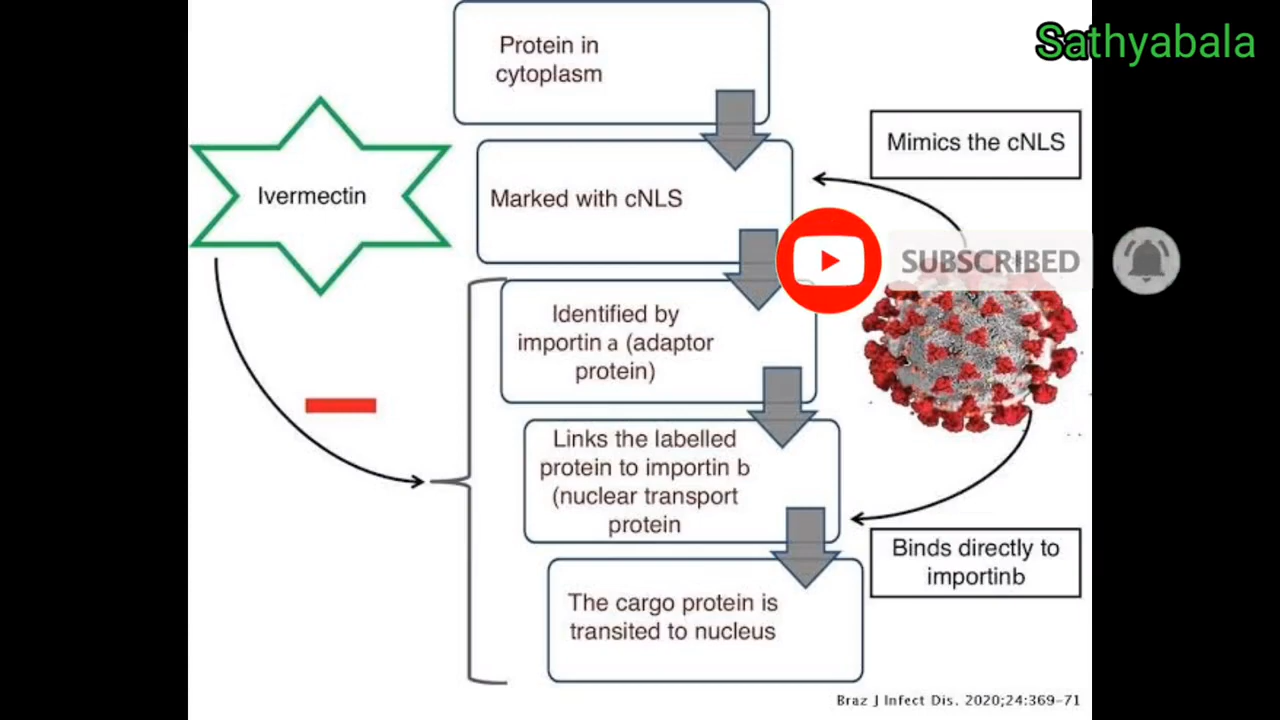 Sathyabala
Protein in
cytoplasm
Mimics the cNLS
Ivermectin
Marked with cNLS
SUBSCRIBED
Identified by
importin a (adaptor
protein)
Links the labelled
protein to importin b
(nuclear transport
protein
Binds directly to
importinb
The cargo protein is
transited to nucleus
Braz J Infect Dis. 2020;24:369-71